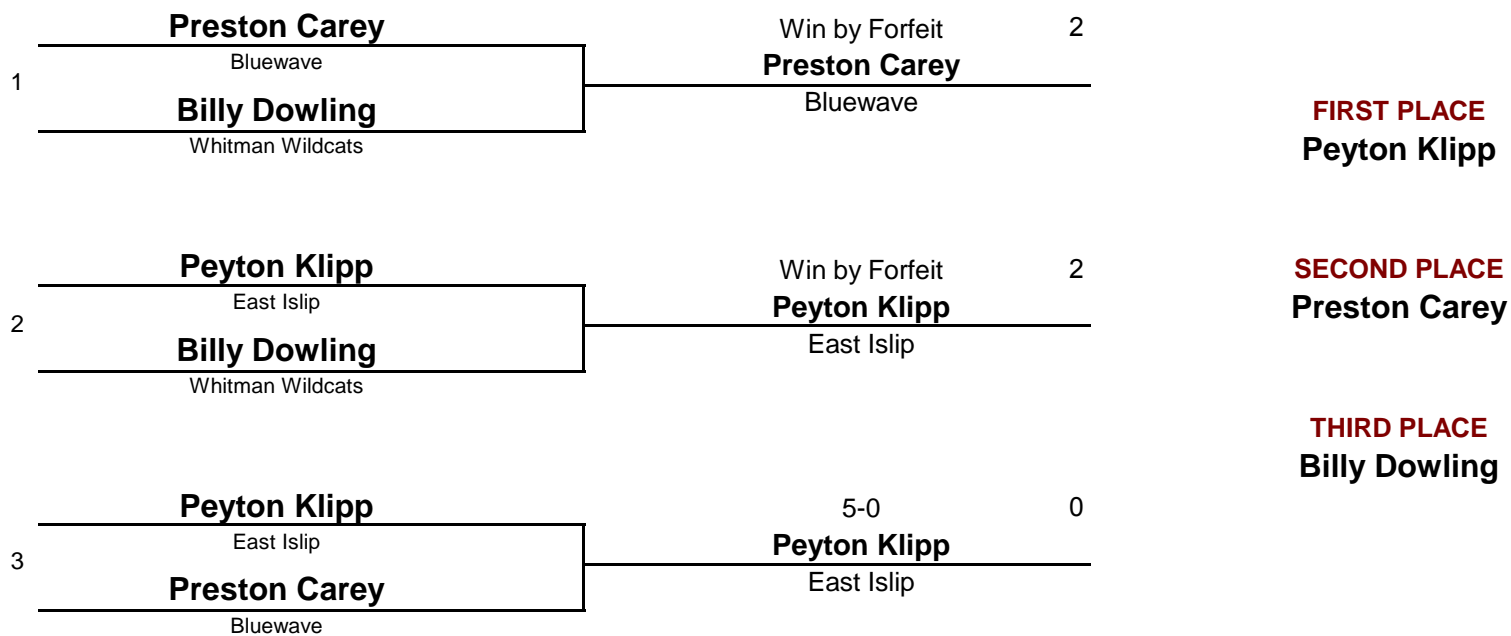 Preston Carey
Bluewave
1
Billy Dowling
Whitman Wildcats
Win by Forfeit 2
Preston Carey
Bluewave
Peyton Klipp
East Islip
2
Billy Dowling
Whitman Wildcats
Win by Forfeit 2
Peyton Klipp
East Islip
Peyton Klipp
East Islip
3
Preston Carey
Bluewave
5-0 0
Peyton Klipp
East Islip
FIRST PLACE
Peyton Klipp
SECOND PLACE
Preston Carey
THIRD PLACE
Billy Dowling